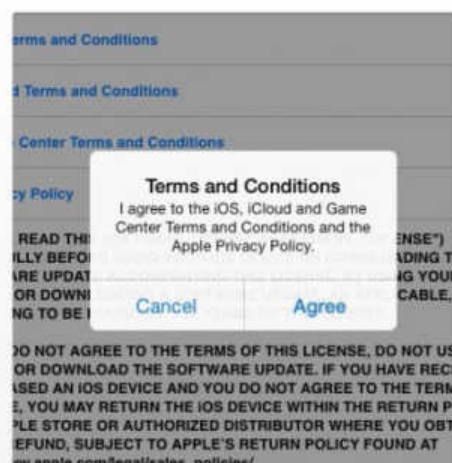 erms and Conditions
d Terms and Conditions
Center Terms and Conditions
cy Policy
Terms and Conditions
I agree to the iOS, iCloud and Game
Center Terms and Conditions and the
Apple Privacy Policy.
Cancel
Agree
READ THI ENSE")
LLY BEFO ADING T
ARE UPDAT NG YOU
OR DOWNL CABLE,
NG TO BE
DO NOT AGREE TO THE TERMS OF THIS LICENSE, DO NOT US
OR DOWNLOAD THE SOFTWARE UPDATE. IF YOU HAVE REC
ASED AN iOS DEVICE AND YOU DO NOT AGREE TO THE TERM
E, YOU MAY RETURN THE iOS DEVICE WITHIN THE RETURN P
PLE STORE OR AUTHORIZED DISTRIBUTOR WHERE YOU OBT
EFUND, SUBJECT TO APPLE'S RETURN POLICY FOUND AT